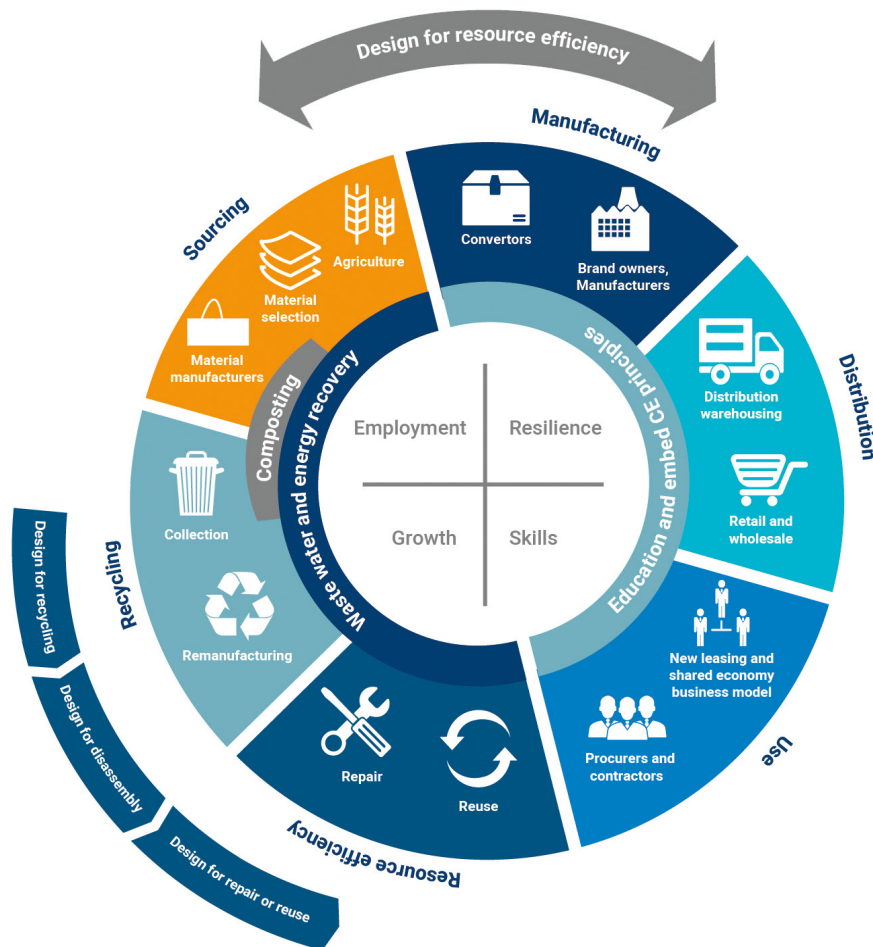 Design for resource efficiency
Manufacturing
Convertors
Brand owners,
Manufacturers
Distribution
Distribution
warehousing
Retail and
wholesale
Use
New leasing and
shared economy
business model
Procurers and
contractors
Resource efficiency
Reuse
Repair
Recycling
Remanufacturing
Collection
Sourcing
Material
manufacturers
Material
selection
Agriculture
Composting
Waste water and energy recovery
Education and embed CE principles
Employment
Resilience
Growth
Skills
Design for recycling
Design for disassembly
Design for repair or reuse